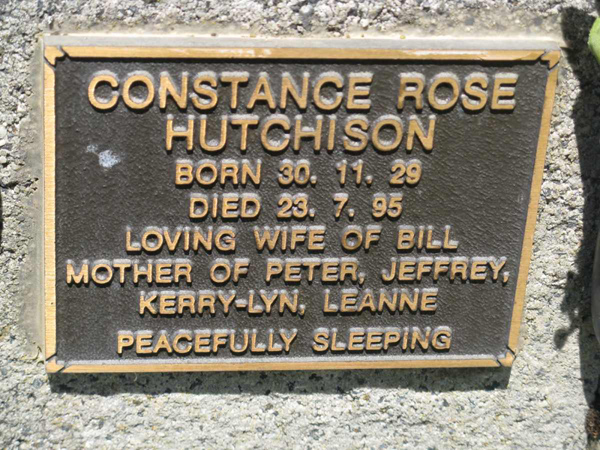 CONSTANCE ROSE
HUTCHISON
BORN 30. 11. 29
DIED 23. 7. 95
LOVING WIFE OF BILL
MOTHER OF PETER, JEFFREY,
KERRY-LYN, LEANNE
PEACEFULLY SLEEPING